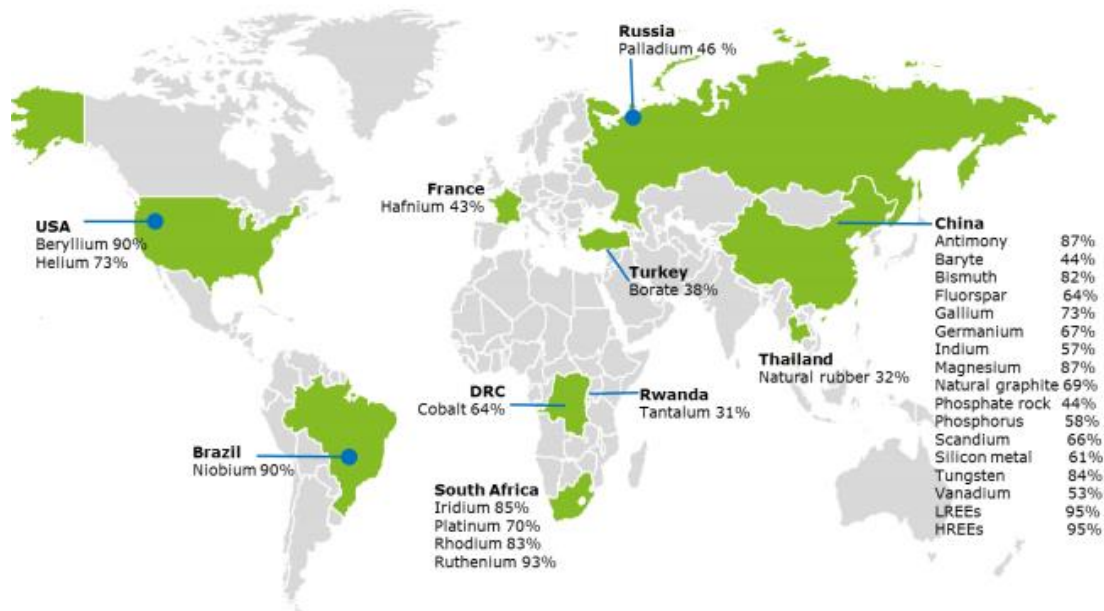 Russia
Palladium 46 %
France
Hafnium 43%
USA
Beryllium 90%
Helium 73%
Turkey
Borate 38%
China
Antimony 87%
Baryte 44%
Bismuth 82%
Fluorspar 64%
Gallium 73%
Germanium 67%
Indium 57%
Magnesium 87%
Natural graphite 69%
Phosphate rock 44%
Phosphorus 58%
Scandium 66%
Silicon metal 61%
Tungsten 84%
Vanadium 53%
LREEs 95%
HREEs 95%
Thailand
Natural rubber 32%
DRC
Cobalt 64%
Rwanda
Tantalum 31%
Brazil
Niobium 90%
South Africa
Iridium 85%
Platinum 70%
Rhodium 83%
Ruthenium 93%